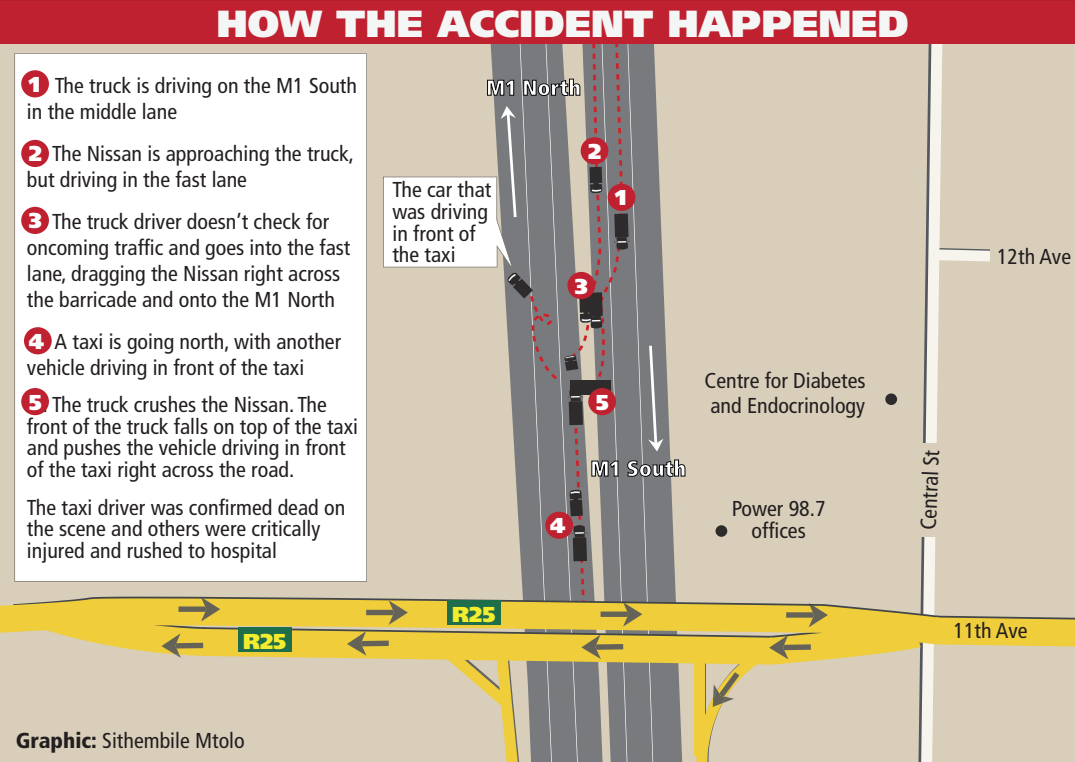 HOW THE ACCIDENT HAPPENED
1 The truck is driving on the M1 South
in the middle lane
2 The Nissan is approaching the truck,
but driving in the fast lane
3 The truck driver doesn't check for
oncoming traffic and goes into the fast
lane, dragging the Nissan right across
the barricade and onto the M1 North
4 A taxi is going north, with another
vehicle driving in front of the taxi
5 The truck crushes the Nissan. The
front of the truck falls on top of the taxi
and pushes the vehicle driving in front
of the taxi right across the road.
The taxi driver was confirmed dead on
the scene and others were critically
injured and rushed to hospital
M1 North
2
1
The car that
was driving
in front of
the taxi
3
5
M1 South
4
12th Ave
Centre for Diabetes
and Endocrinology
Central St
Power 98.7
offices
R25
R25
11th Ave
Graphic: Sithembile Mtolo